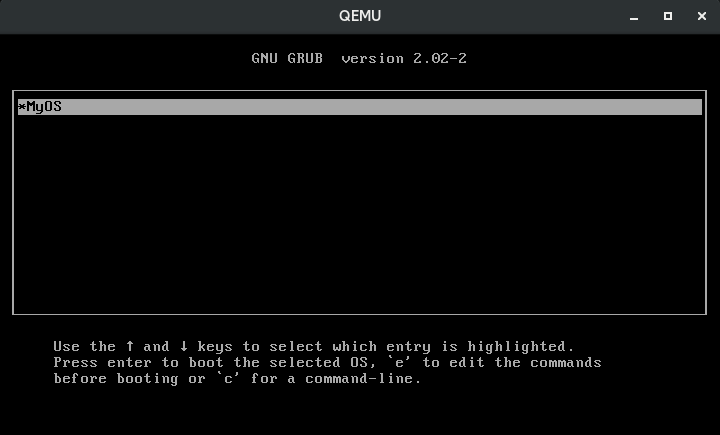 QEMU
GNU GRUB  version 2.02-2
*MyOS
Use the ↑ and ↓ keys to select which entry is highlighted.
Press enter to boot the selected OS, `e' to edit the commands
before booting or `c' for a command-line.